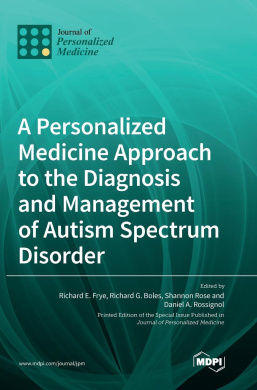 Journal of
Personalized
Medicine
A Personalized
Medicine Approach
to the Diagnosis
and Management
of Autism Spectrum
Disorder
Edited by
Richard E. Frye, Richard G. Boles, Shannon Rose and
Daniel A. Rossignol
Printed Edition of the Special Issue Published in
Journal of Personalized Medicine
www.mdpi.com/journal/jpm
MDPI